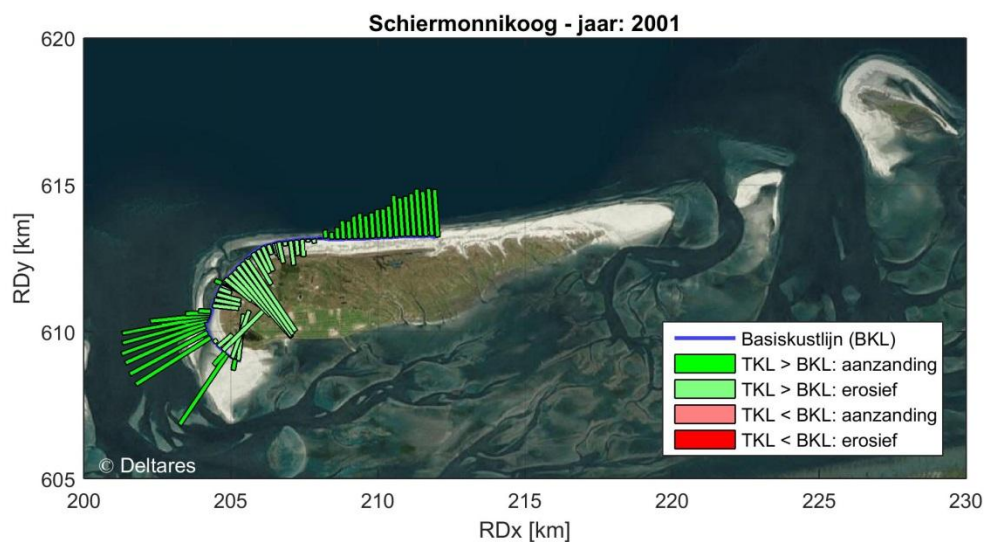 Schiermonnikoog - jaar: 2001
620
615
610
605
RDy [km]
200
205
210
215
220
225
230
RDx [km]
Basiskustlijn (BKL)
TKL > BKL: aanzanding
TKL > BKL: erosief
TKL < BKL: aanzanding
TKL < BKL: erosief
© Deltares